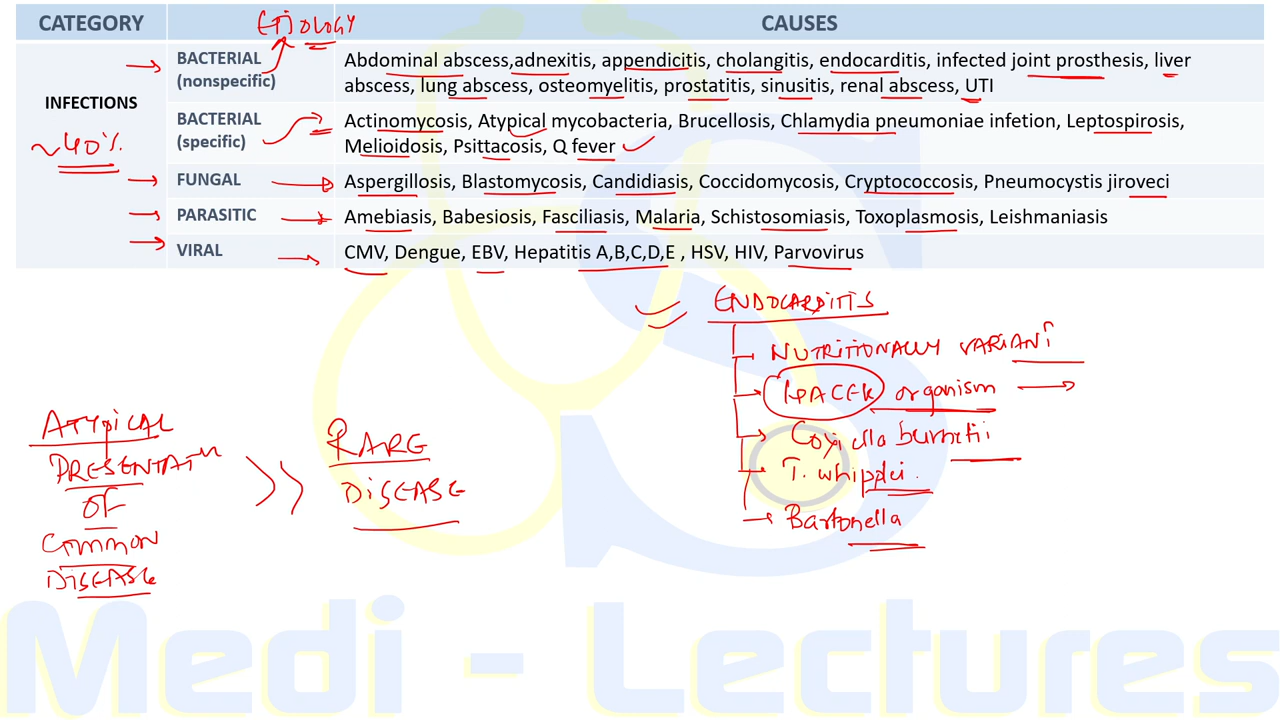 CATEGORY ETIOLOGY CAUSES
INFECTIONS
~40%
BACTERIAL
(nonspecific)
Abdominal abscess,adnexitis, appendicitis, cholangitis, endocarditis, infected joint prosthesis, liver
abscess, lung abscess, osteomyelitis, prostatitis, sinusitis, renal abscess, UTI
BACTERIAL
(specific)
Actinomycosis, Atypical mycobacteria, Brucellosis, Chlamydia pneumoniae infetion, Leptospirosis,
Melioidosis, Psittacosis, Q fever
FUNGAL
Aspergillosis, Blastomycosis, Candidiasis, Coccidomycosis, Cryptococcosis, Pneumocystis jiroveci
PARASITIC
Amebiasis, Babesiosis, Fasciliasis, Malaria, Schistosomiasis, Toxoplasmosis, Leishmaniasis
VIRAL
CMV, Dengue, EBV, Hepatitis A,B,C,D,E , HSV, HIV, Parvovirus
ENDOCARDITIS
NUTRITIONALLY VARIANT
HACEK organism
Coxiella burnetii
T. whipplei.
Bartonella
ATYPICAL
PRESENTATN
OF
COMMON
DISEASE
>>
RARE
DISEASE
Medi - Lectures